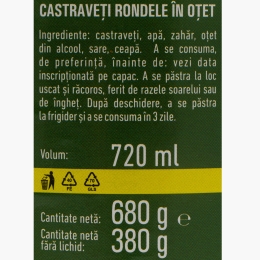 CASTRAVEȚI RONDELE ÎN OȚET
Ingrediente: castraveți, apă, zahăr, oțet
din alcool, sare, ceapă. A se consuma,
de preferință, înainte de: vezi data
inscripționată pe capac. A se păstra la loc
uscat și răcoros, ferit de razele soarelui sau
de îngheț. După deschidere, a se păstra
la frigider și a se consuma în 3 zile.
Volum: 720 ml
Cantitate netă: 680 g e
Cantitate netă
fără lichid: 380 g